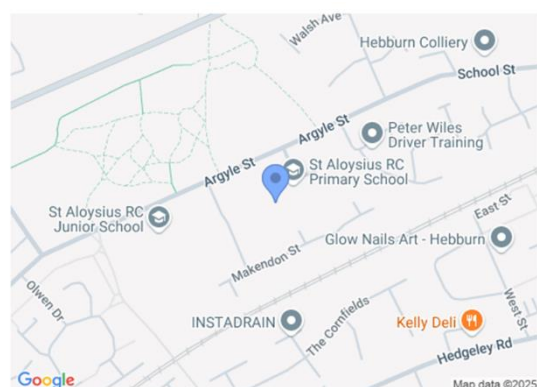 Walsh Ave
Hebburn Colliery
School St
Argyle St
Peter Wiles
Driver Training
Argyle St
St Aloysius RC
Primary School
St Aloysius RC
Junior School
East St
Glow Nails Art - Hebburn
Makendon St
Olwen Dr
INSTADRAIN
The Cornfields
Kelly Deli
West St
Hedgeley Rd
Google
Map data ©2025